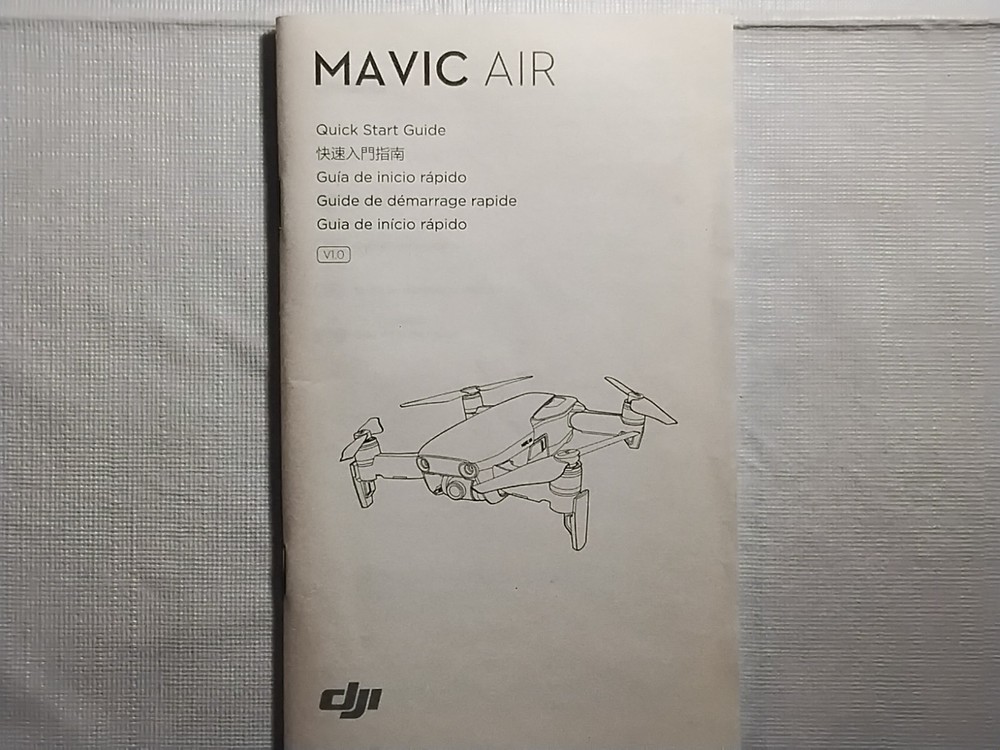 MAVIC AIR
Quick Start Guide
快速入門指南
Guía de inicio rápido
Guide de démarrage rapide
Guia de início rápido
V1.0
dji